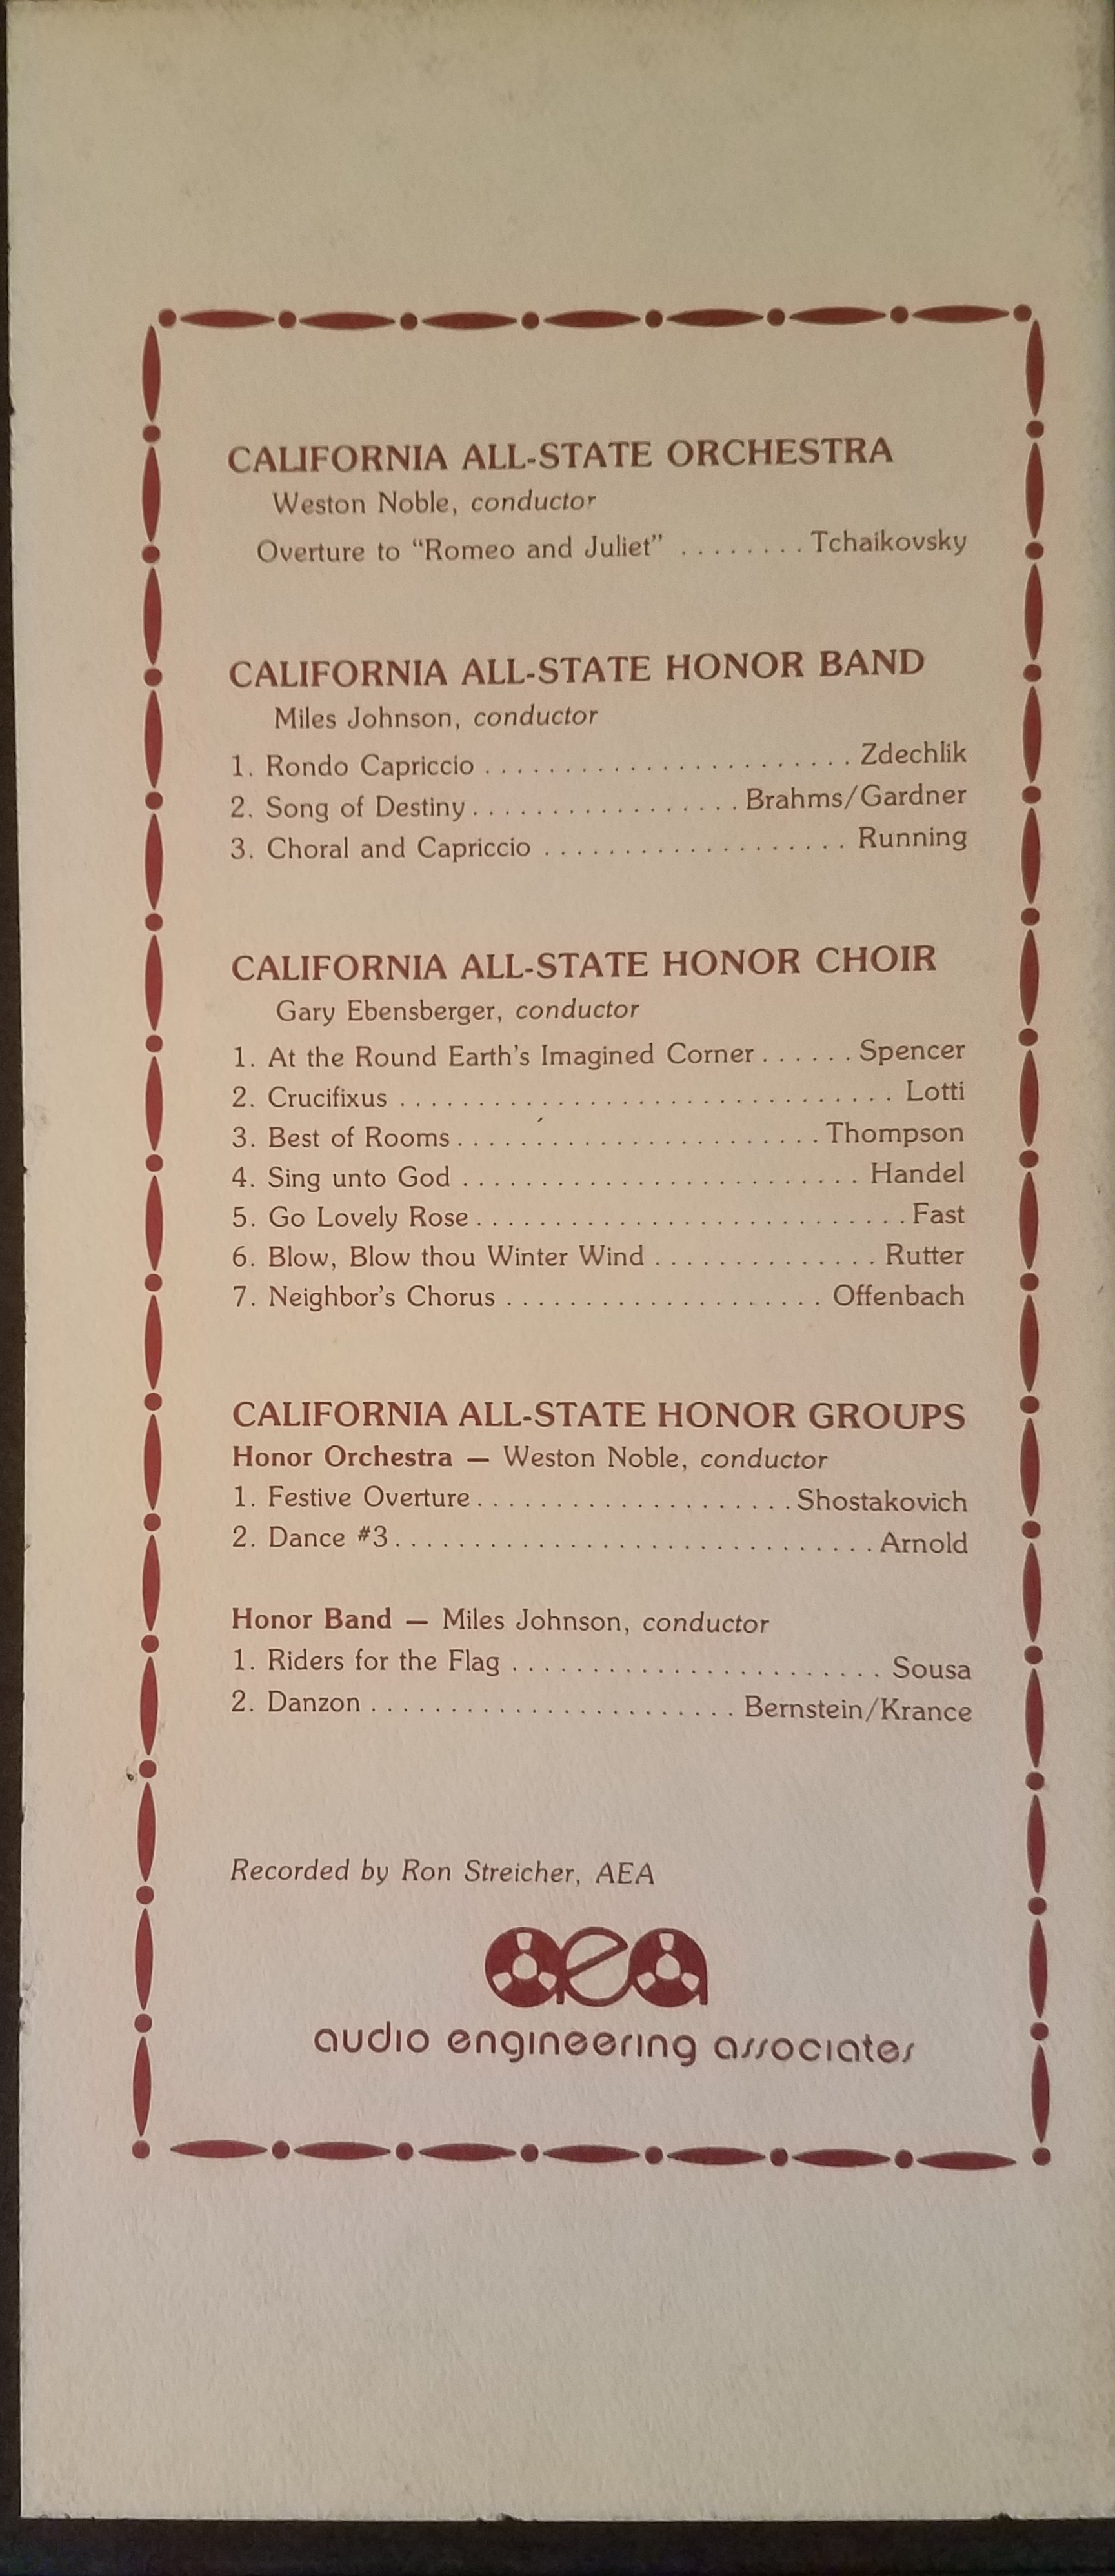 CALIFORNIA ALL-STATE ORCHESTRA
Weston Noble, conductor
Overture to “Romeo and Juliet” ........ Tchaikovsky
CALIFORNIA ALL-STATE HONOR BAND
Miles Johnson, conductor
1. Rondo Capriccio ....................... Zdechlik
2. Song of Destiny ................. Brahms/Gardner
3. Choral and Capriccio ................... Running
CALIFORNIA ALL-STATE HONOR CHOIR
Gary Ebensberger, conductor
1. At the Round Earth’s Imagined Corner ...... Spencer
2. Crucifixus ............................... Lotti
3. Best of Rooms ....................... Thompson
4. Sing unto God .......................... Handel
5. Go Lovely Rose ............................ Fast
6. Blow, Blow thou Winter Wind .............. Rutter
7. Neighbor’s Chorus .................... Offenbach
CALIFORNIA ALL-STATE HONOR GROUPS
Honor Orchestra — Weston Noble, conductor
1. Festive Overture .................... Shostakovich
2. Dance #3 ............................... Arnold
Honor Band — Miles Johnson, conductor
1. Riders for the Flag ........................ Sousa
2. Danzon ....................... Bernstein/Krance
Recorded by Ron Streicher, AEA
aea
audio engineering associates